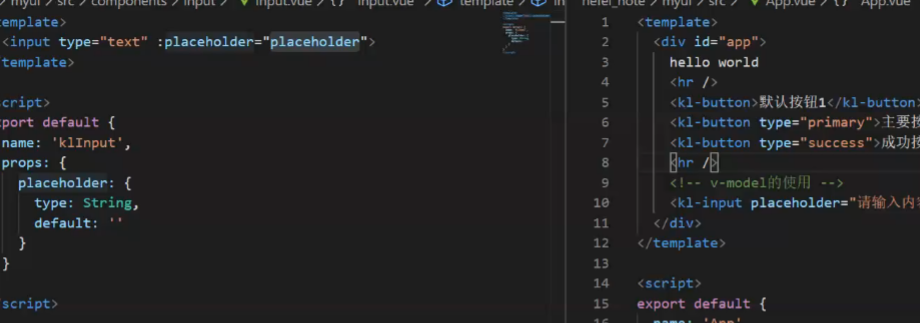 myui > src > components > input > input.vue > {} input.vue > template > in
template>
<input type="text" :placeholder="placeholder">
template>
script>
port default {
name: 'klInput',
props: {
placeholder: {
type: String,
default: ''
}
}
script>
hefei_note > myui > src > App.vue > {} App.vue
1 <template>
2 <div id="app">
3 hello world
4 <hr />
5 <kl-button>默认按钮1</kl-button>
6 <kl-button type="primary">主要按
7 <kl-button type="success">成功按
8 <hr />
9 <!-- v-model的使用 -->
10 <kl-input placeholder="请输入内容
11 </div>
12 </template>
13
14 <script>
15 export default {
16 name: 'App'